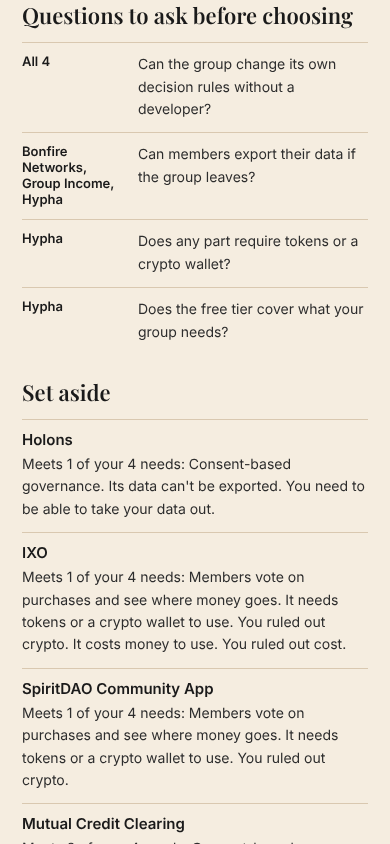 Questions to ask before choosing
All 4
Can the group change its own
decision rules without a
developer?
Bonfire
Networks,
Group Income,
Hypha
Can members export their data if
the group leaves?
Hypha
Does any part require tokens or a
crypto wallet?
Hypha
Does the free tier cover what your
group needs?
Set aside
Holons
Meets 1 of your 4 needs: Consent-based
governance. Its data can't be exported. You need to
be able to take your data out.
IXO
Meets 1 of your 4 needs: Members vote on
purchases and see where money goes. It needs
tokens or a crypto wallet to use. You ruled out
crypto. It costs money to use. You ruled out cost.
SpiritDAO Community App
Meets 1 of your 4 needs: Members vote on
purchases and see where money goes. It needs
tokens or a crypto wallet to use. You ruled out
crypto.
Mutual Credit Clearing